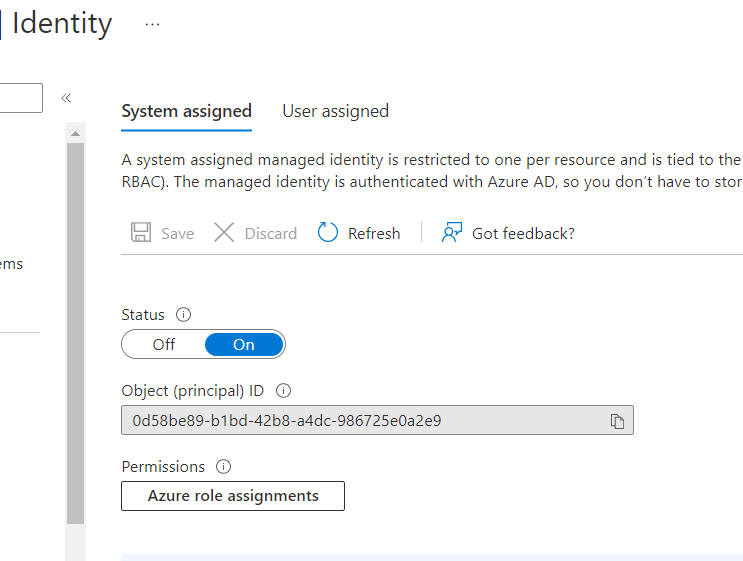 Identity ...
System assigned User assigned
A system assigned managed identity is restricted to one per resource and is tied to the
RBAC). The managed identity is authenticated with Azure AD, so you don't have to stor
Save Discard Refresh Got feedback?
ems
Status
Off On
Object (principal) ID
0d58be89-b1bd-42b8-a4dc-986725e0a2e9
Permissions
Azure role assignments